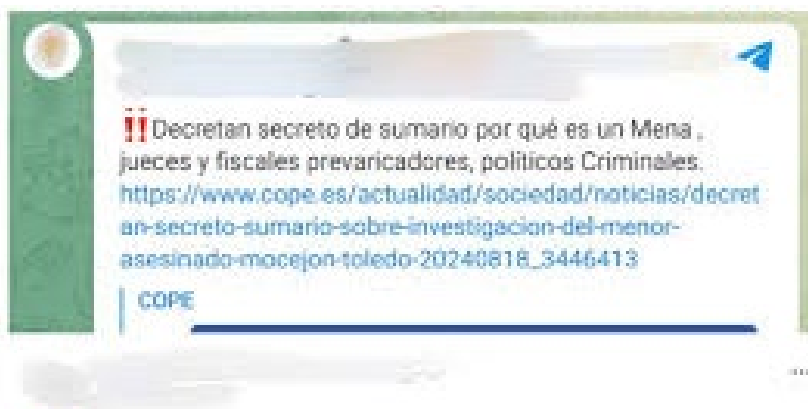 ‼Decretan secreto de sumario por qué es un Mena ,
jueces y fiscales prevaricadores, políticos Criminales.
https://www.cope.es/actualidad/sociedad/noticias/decret
an-secreto-sumario-sobre-investigacion-del-menor-
asesinado-mocejon-toledo-20240818_3446413
COPE